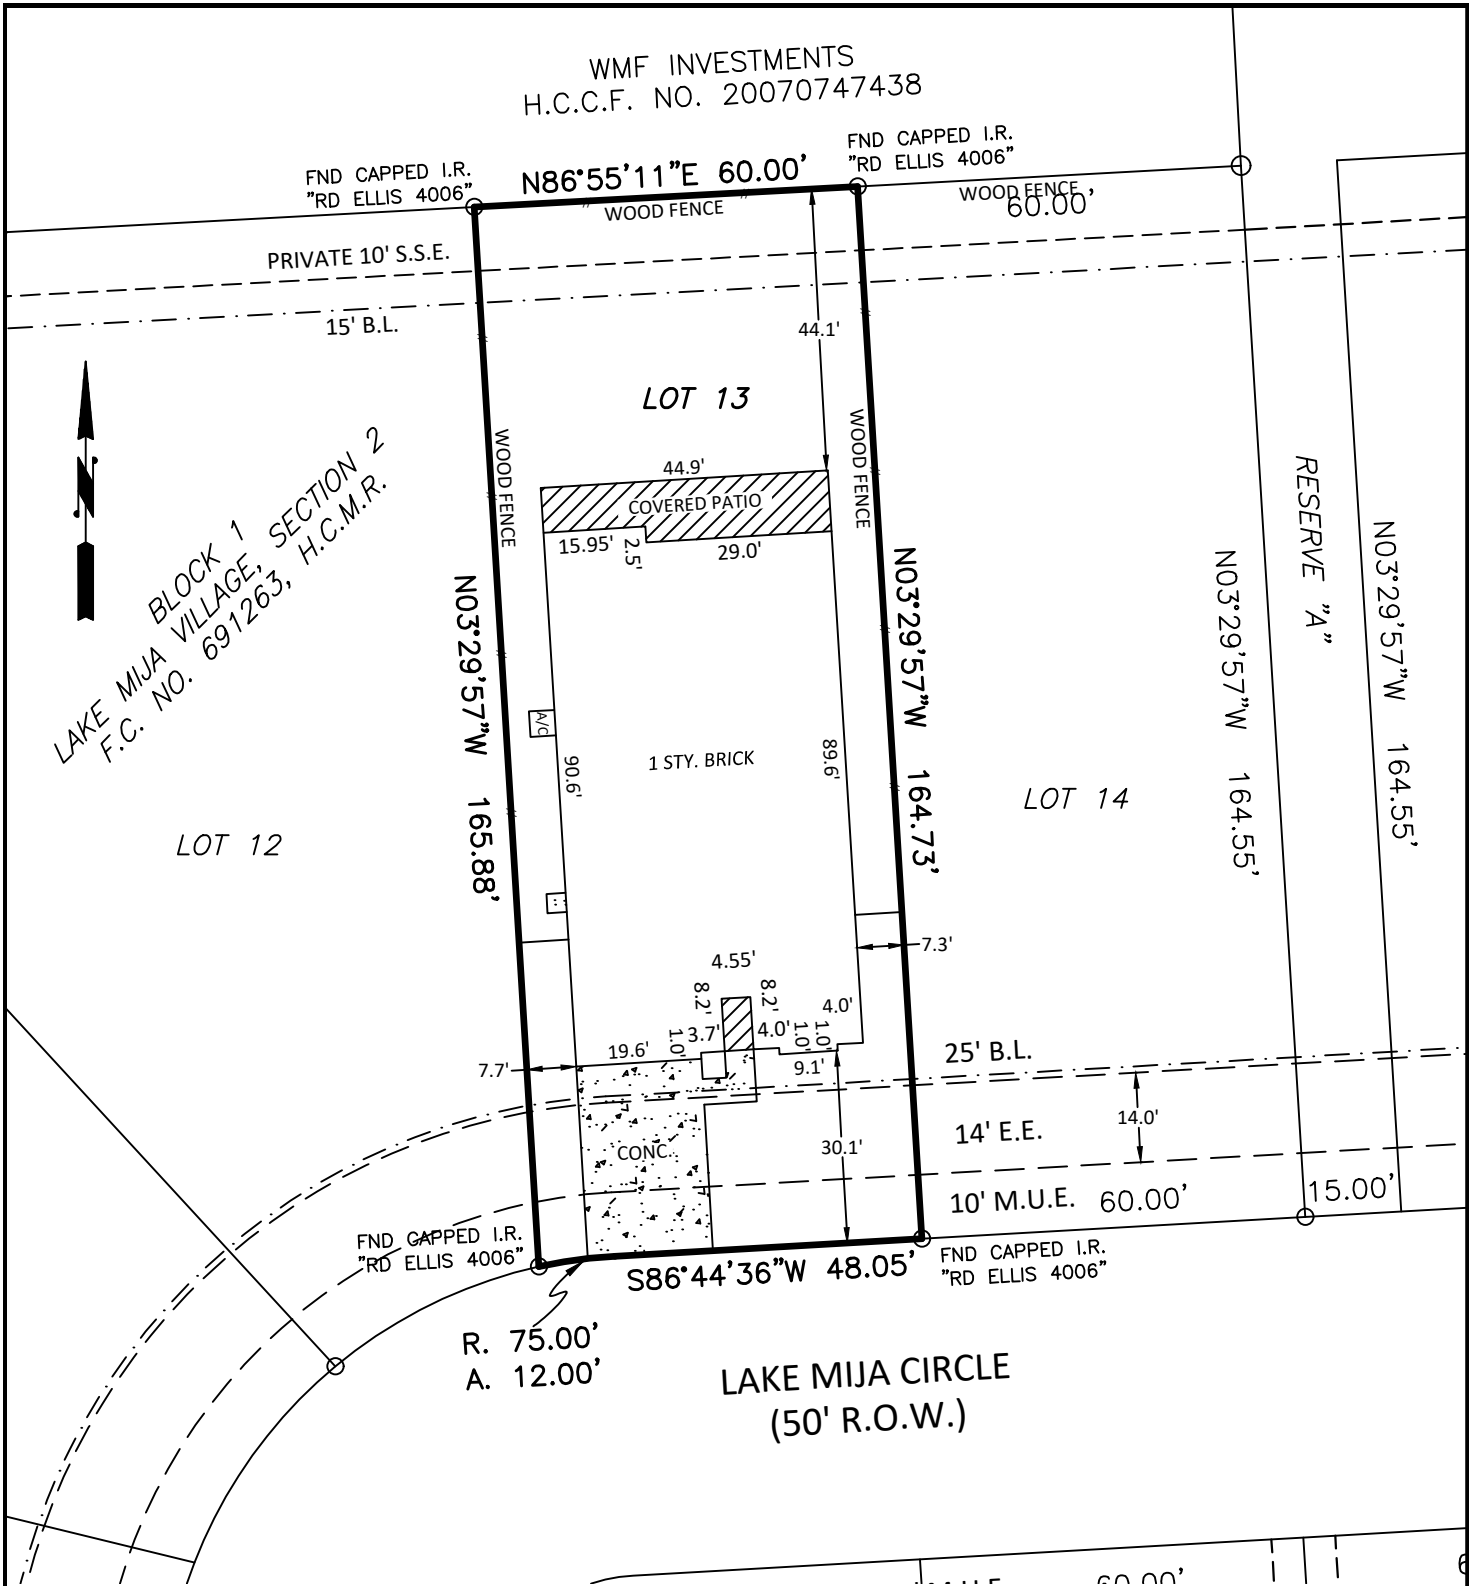 WMF INVESTMENTS
H.C.C.F. NO. 20070747438
FND CAPPED I.R.
"RD ELLIS 4006"
N86°55'11"E 60.00'
FND CAPPED I.R.
"RD ELLIS 4006"
WOOD FENCE
WOOD FENCE
60.00'
PRIVATE 10' S.S.E.
15' B.L.
44.1'
LOT 13
N
BLOCK 1
LAKE MIJA VILLAGE, SECTION 2
F.C. NO. 691263, H.C.M.R.
WOOD FENCE
WOOD FENCE
44.9'
COVERED PATIO
15.95'
2.5'
29.0'
N03°29'57"W 165.88'
N03°29'57"W 164.73'
N03°29'57"W 164.55'
RESERVE "A"
N03°29'57"W 164.55'
A/C
90.6'
1 STY. BRICK
89.6'
LOT 12
LOT 14
7.3'
4.55'
8.2'
8.2'
4.0'
19.6'
1.0'
3.7'
4.0'
1.0'
1.0'
9.1'
7.7'
25' B.L.
14' E.E.
14.0'
CONC.
30.1'
10' M.U.E. 60.00'
15.00'
FND CAPPED I.R.
"RD ELLIS 4006"
S86°44'36"W 48.05'
FND CAPPED I.R.
"RD ELLIS 4006"
R. 75.00'
A. 12.00'
LAKE MIJA CIRCLE
(50' R.O.W.)
60.00'